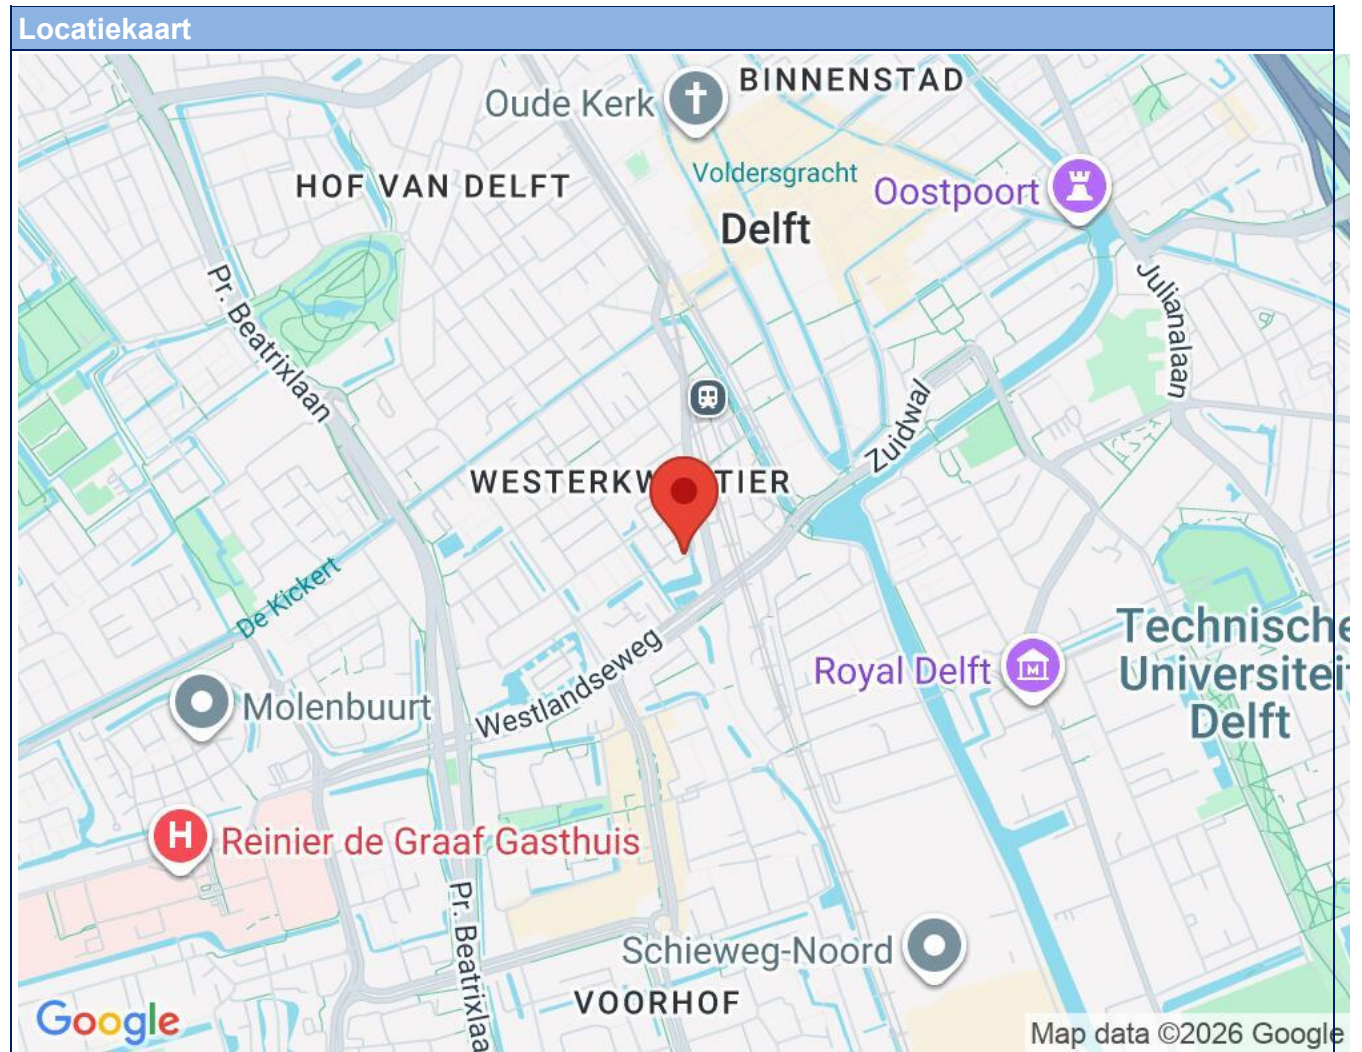 Locatiekaart
BINNENSTAD
Oude Kerk
Voldersgracht
HOF VAN DELFT
Oostpoort
Delft
Pr. Beatrixlaan
Julianalaan
Zuidwal
WESTERKW TIER
De Kickert
Westlandseweg
Technische
Universiteit
Delft
Royal Delft
Molenbuurt
H
Reinier de Graaf Gasthuis
Pr. Beatrixlaa
Schieweg-Noord
VOORHOF
Google
Map data ©2026 Google